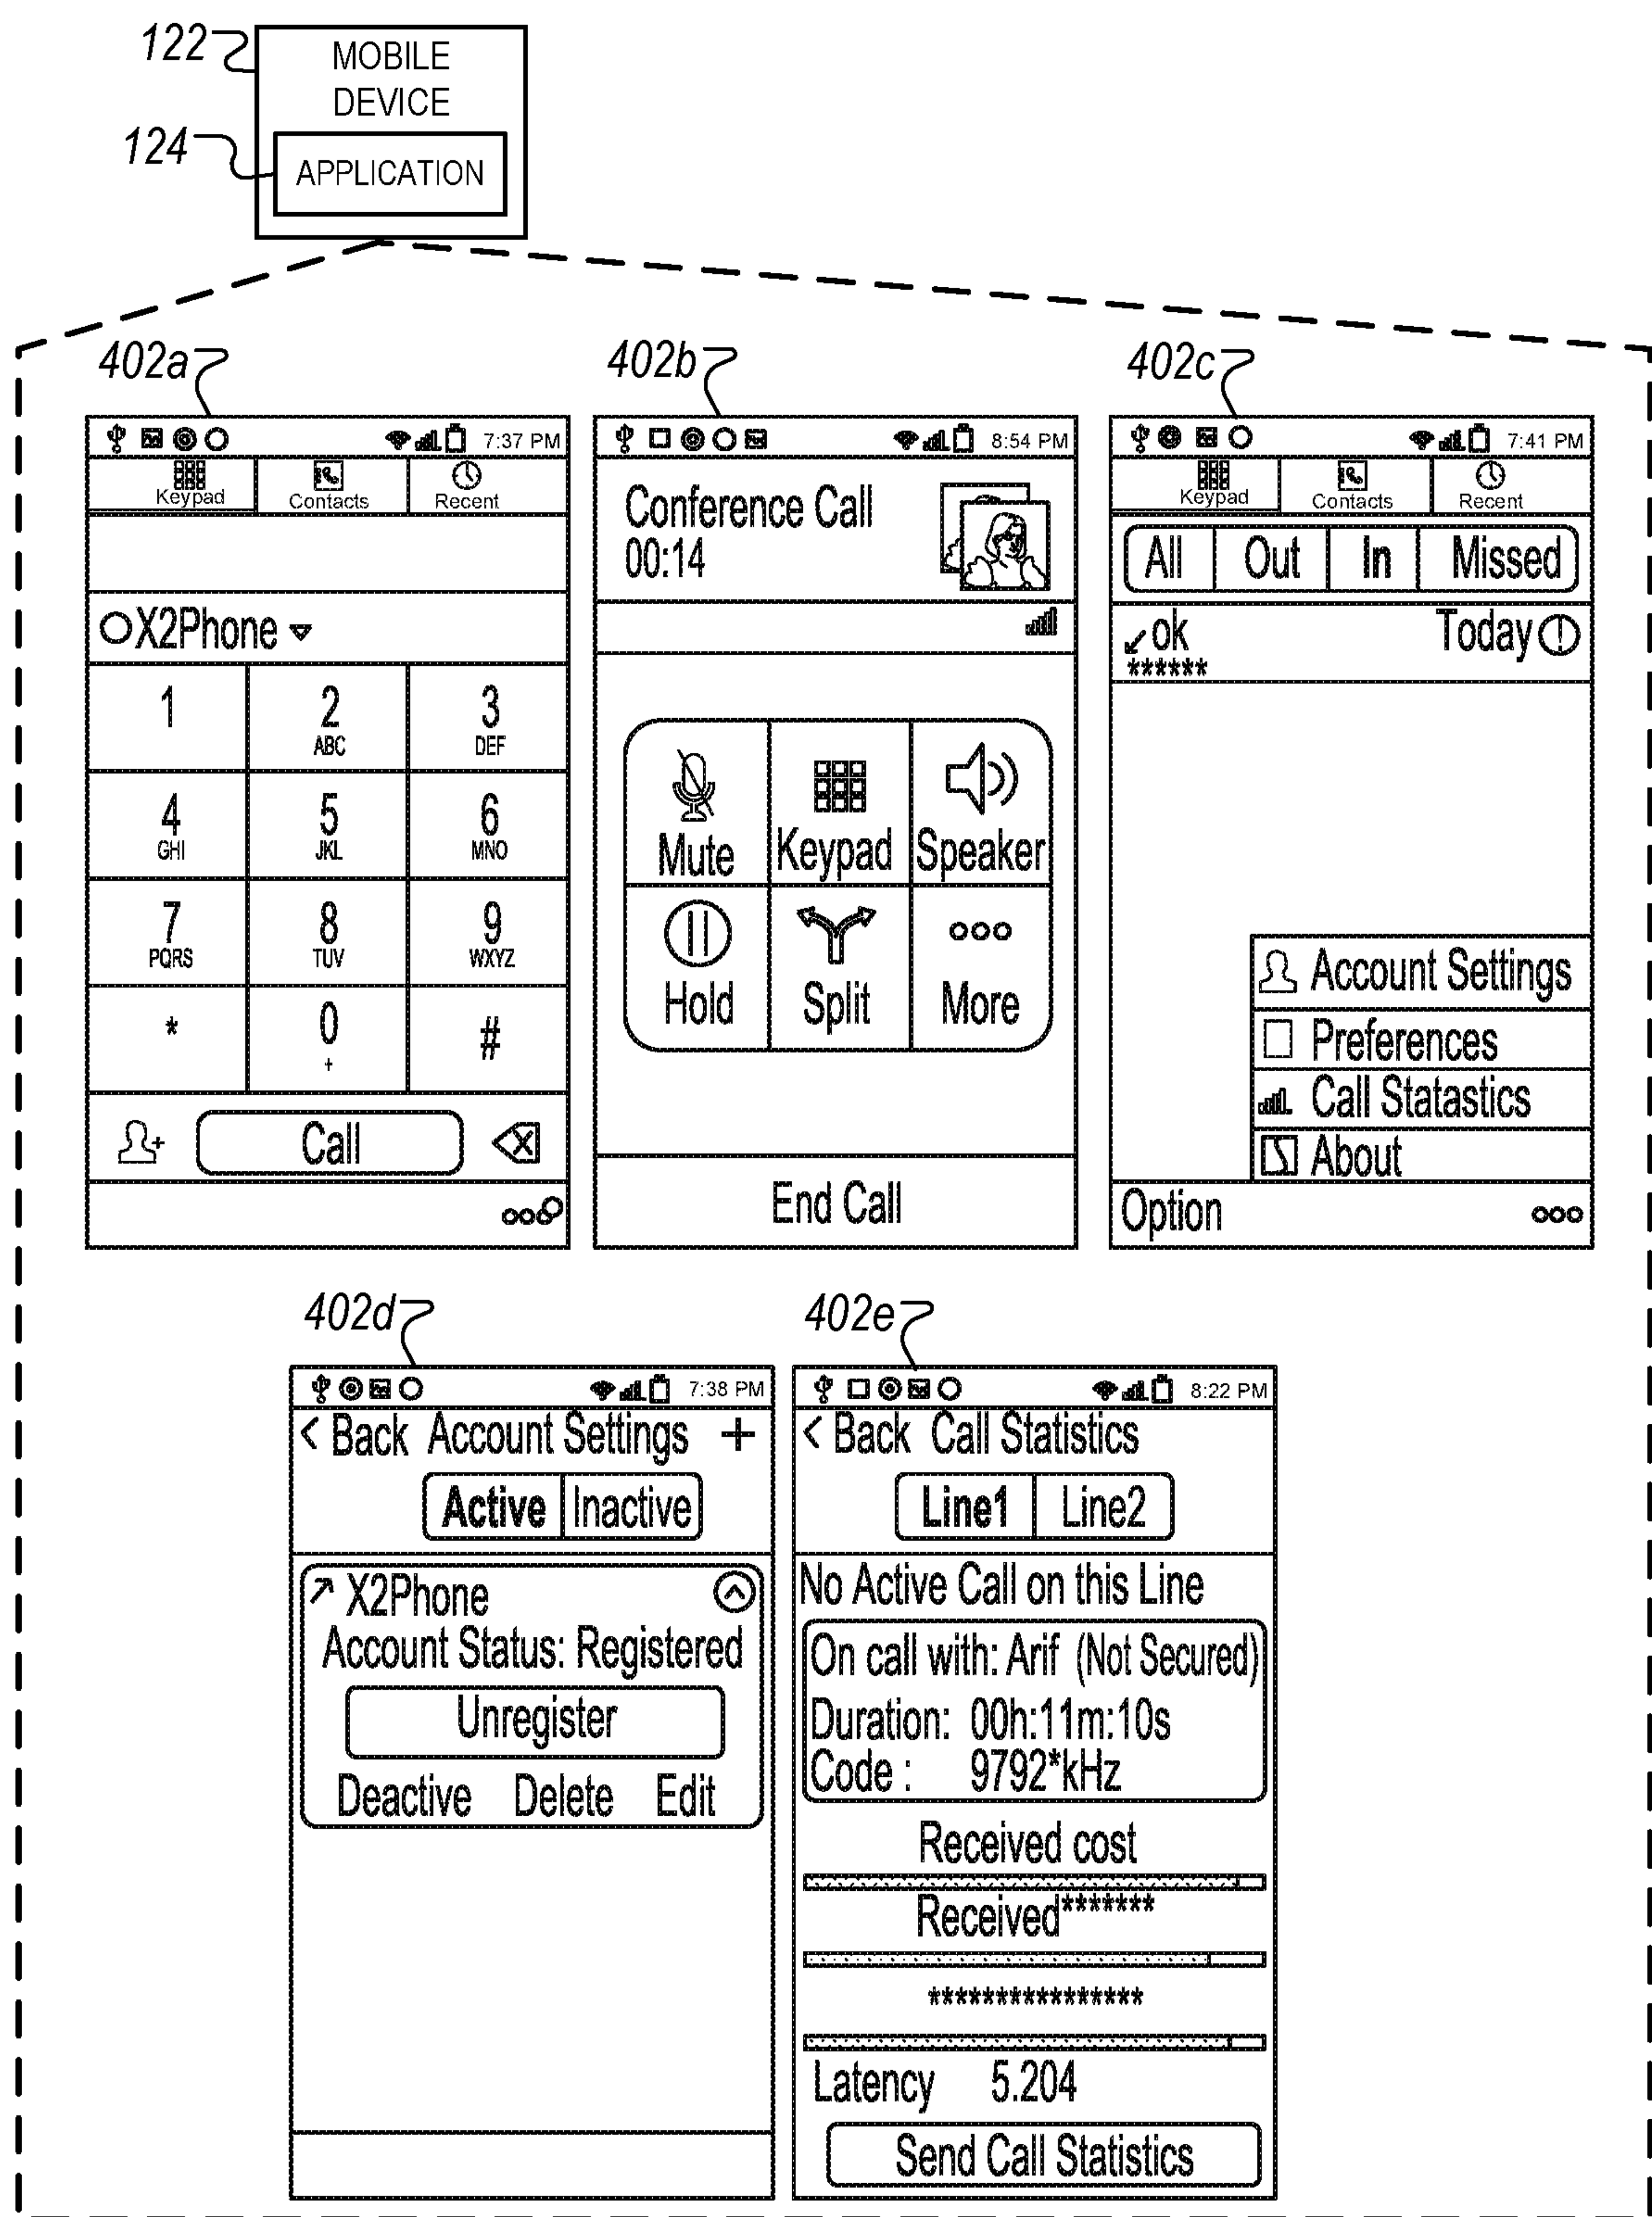 122
MOBILE
DEVICE
124
APPLICATION
402a
7:37 PM
Keypad Contacts Recent
X2Phone
1 2 3
ABC DEF
4 5 6
GHI JKL MNO
7 8 9
PQRS TUV WXYZ
* 0 #
+
Call
402b
8:54 PM
Conference Call
00:14
Mute Keypad Speaker
Hold Split More
End Call
402c
7:41 PM
Keypad Contacts Recent
All Out In Missed
ok Today
******
Account Settings
Preferences
Call Statastics
About
Option
402d
7:38 PM
< Back Account Settings +
Active Inactive
X2Phone
Account Status: Registered
Unregister
Deactive Delete Edit
402e
8:22 PM
< Back Call Statistics
Line1 Line2
No Active Call on this Line
On call with: Arif (Not Secured)
Duration: 00h:11m:10s
Code : 9792*kHz
Received cost
Received*******
****************
Latency 5.204
Send Call Statistics